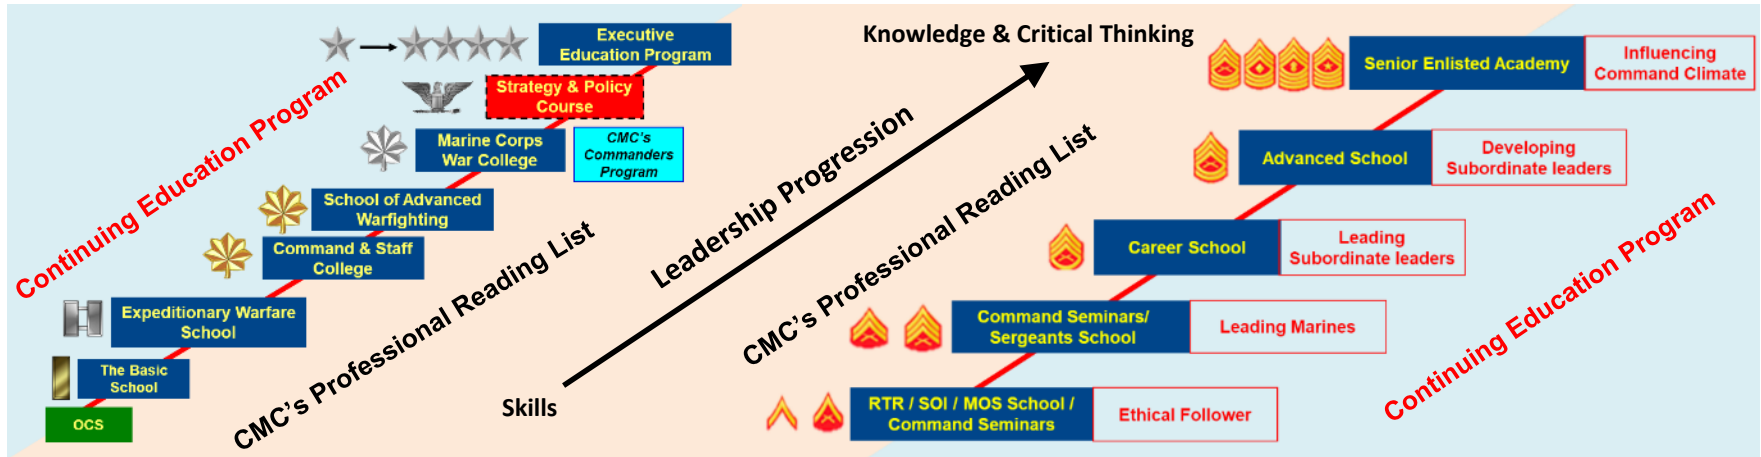 Continuing Education Program
Executive
Education Program
Strategy & Policy
Course
Marine Corps
War College
CMC's
Commanders
Program
School of Advanced
Warfighting
Command & Staff
College
Expeditionary Warfare
School
The Basic
School
OCS
CMC's Professional Reading List
Knowledge & Critical Thinking
Leadership Progression
Skills
CMC's Professional Reading List
Senior Enlisted Academy
Influencing
Command Climate
Advanced School
Developing
Subordinate leaders
Career School
Leading
Subordinate leaders
Command Seminars/
Sergeants School
Leading Marines
RTR / SOI / MOS School /
Command Seminars
Ethical Follower
Continuing Education Program